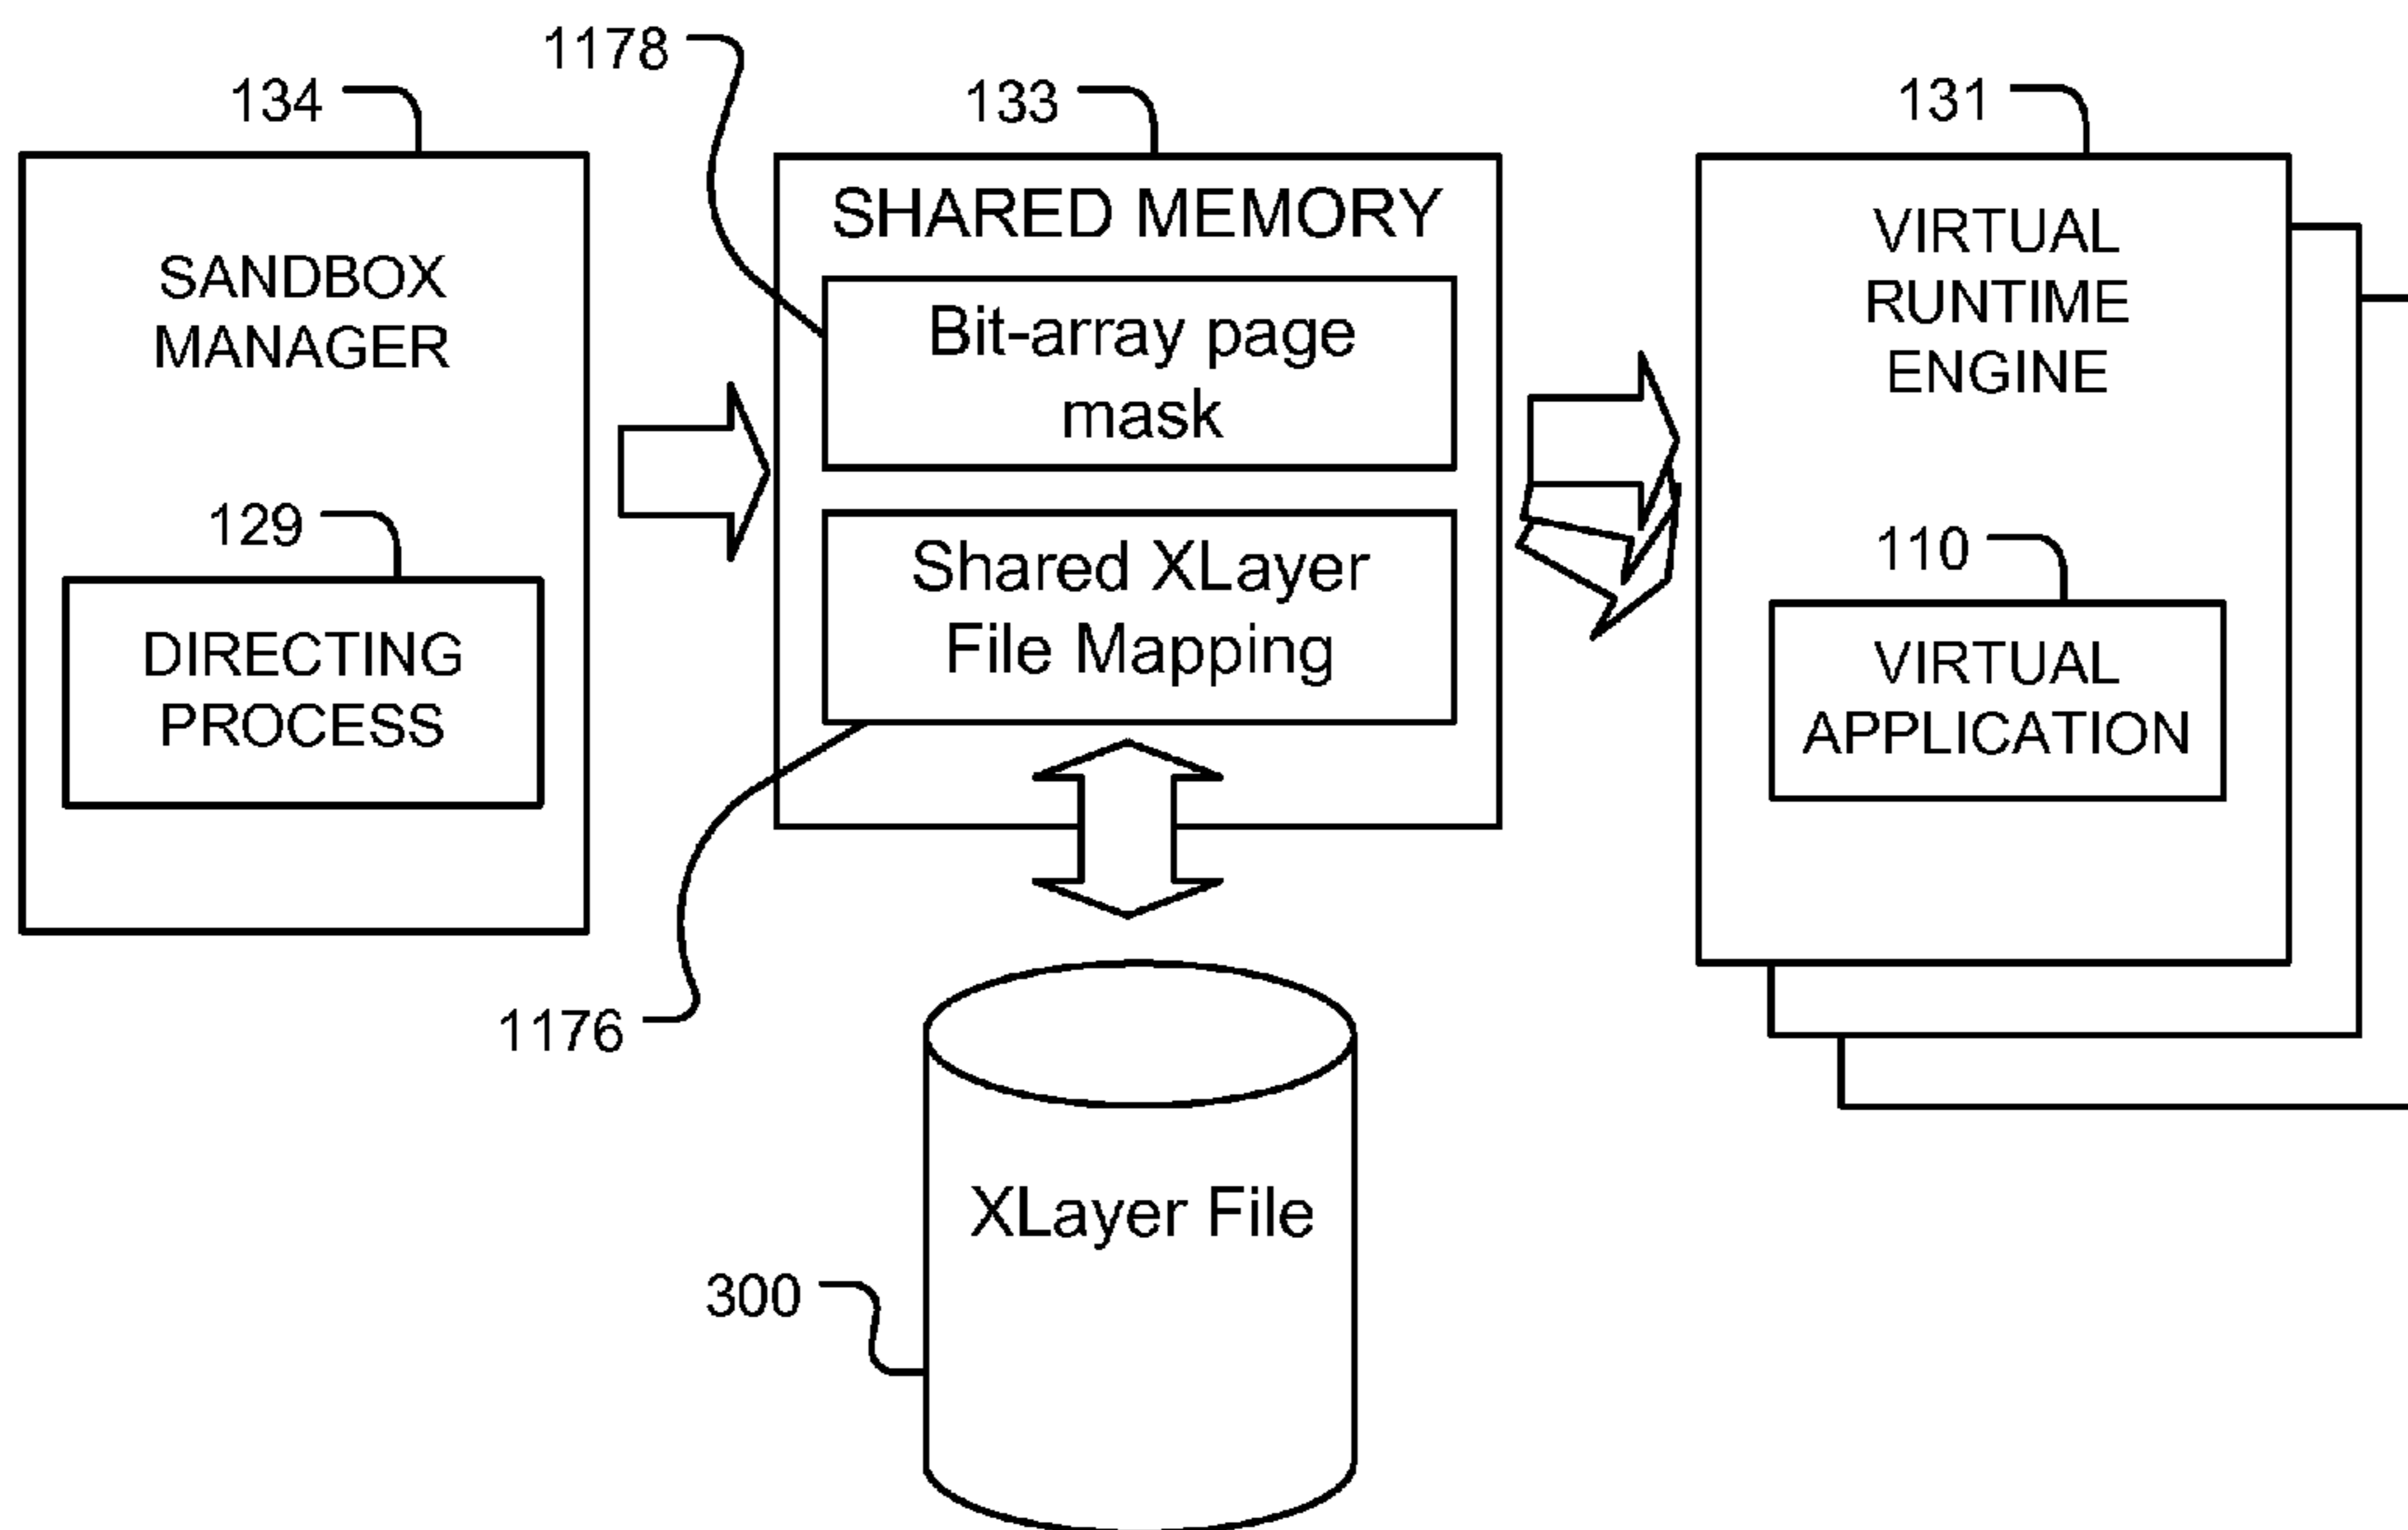 1178
134
133
131
SANDBOX
MANAGER
129
DIRECTING
PROCESS
SHARED MEMORY
Bit-array page
mask
Shared XLayer
File Mapping
1176
VIRTUAL
RUNTIME
ENGINE
110
VIRTUAL
APPLICATION
XLayer File
300